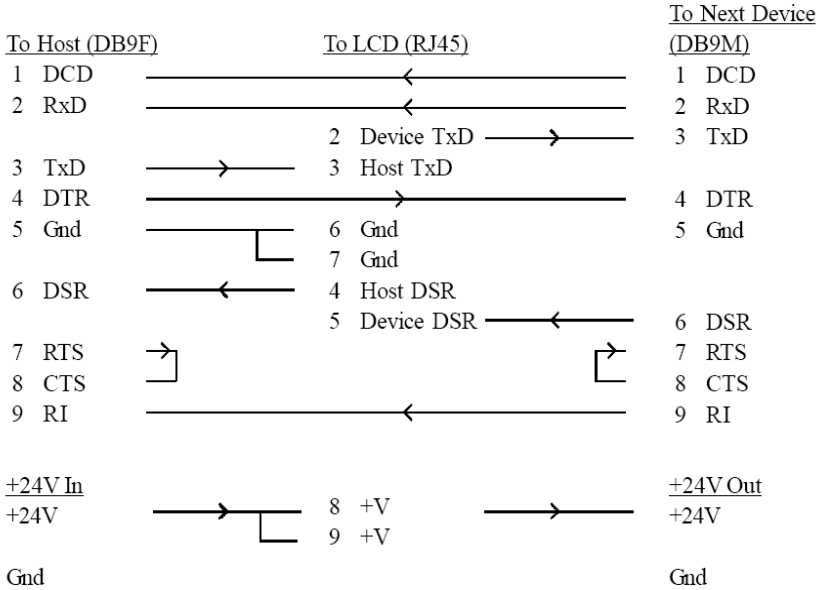 To Next Device
To Host (DB9F) To LCD (RJ45) (DB9M)
1 DCD 1 DCD
2 RxD 2 RxD
2 Device TxD 3 TxD
3 TxD 3 Host TxD
4 DTR 4 DTR
5 Gnd 6 Gnd 5 Gnd
7 Gnd
6 DSR 4 Host DSR
5 Device DSR 6 DSR
7 RTS 7 RTS
8 CTS 8 CTS
9 RI 9 RI
+24V In +24V Out
+24V 8 +V +24V
9 +V
Gnd Gnd